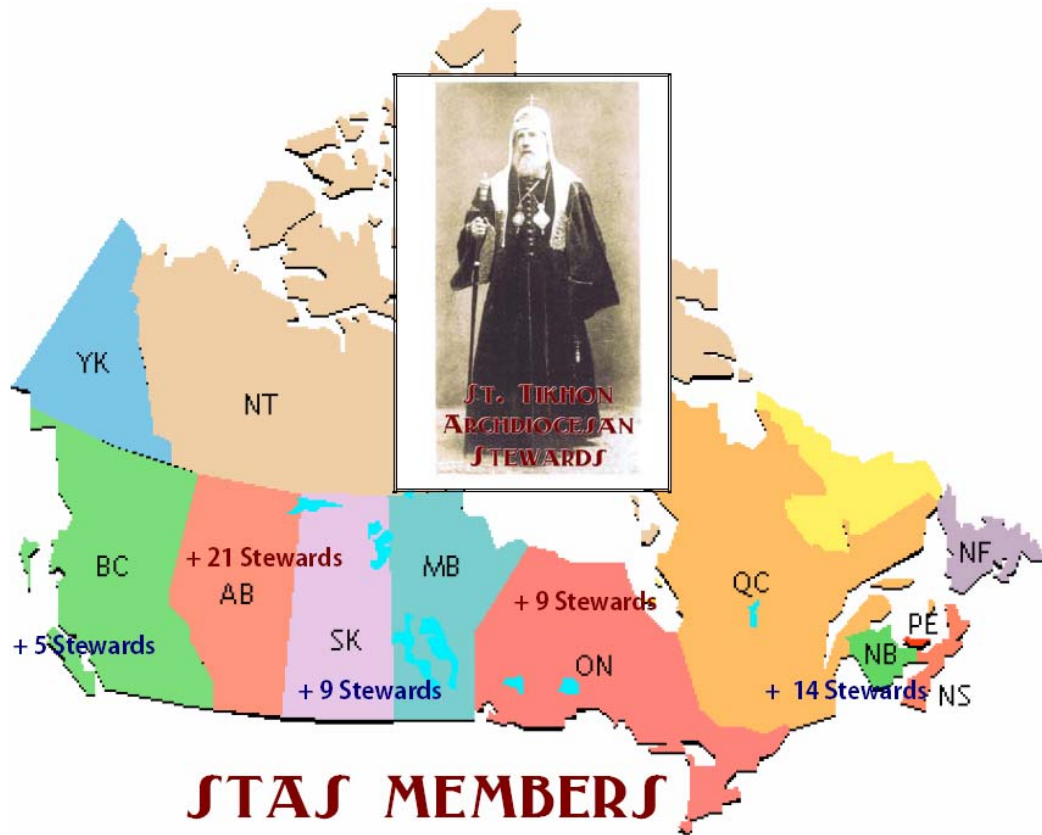 ST. TIKHON
ARCHDIOCESAN
STEWARDS
YK
NT
BC
+ 21 Stewards
AB
MB
+ 9 Stewards
QC
NF
+ 5 Stewards
SK
ON
PE
NB
+ 9 Stewards
+ 14 Stewards
NS
STAS MEMBERS